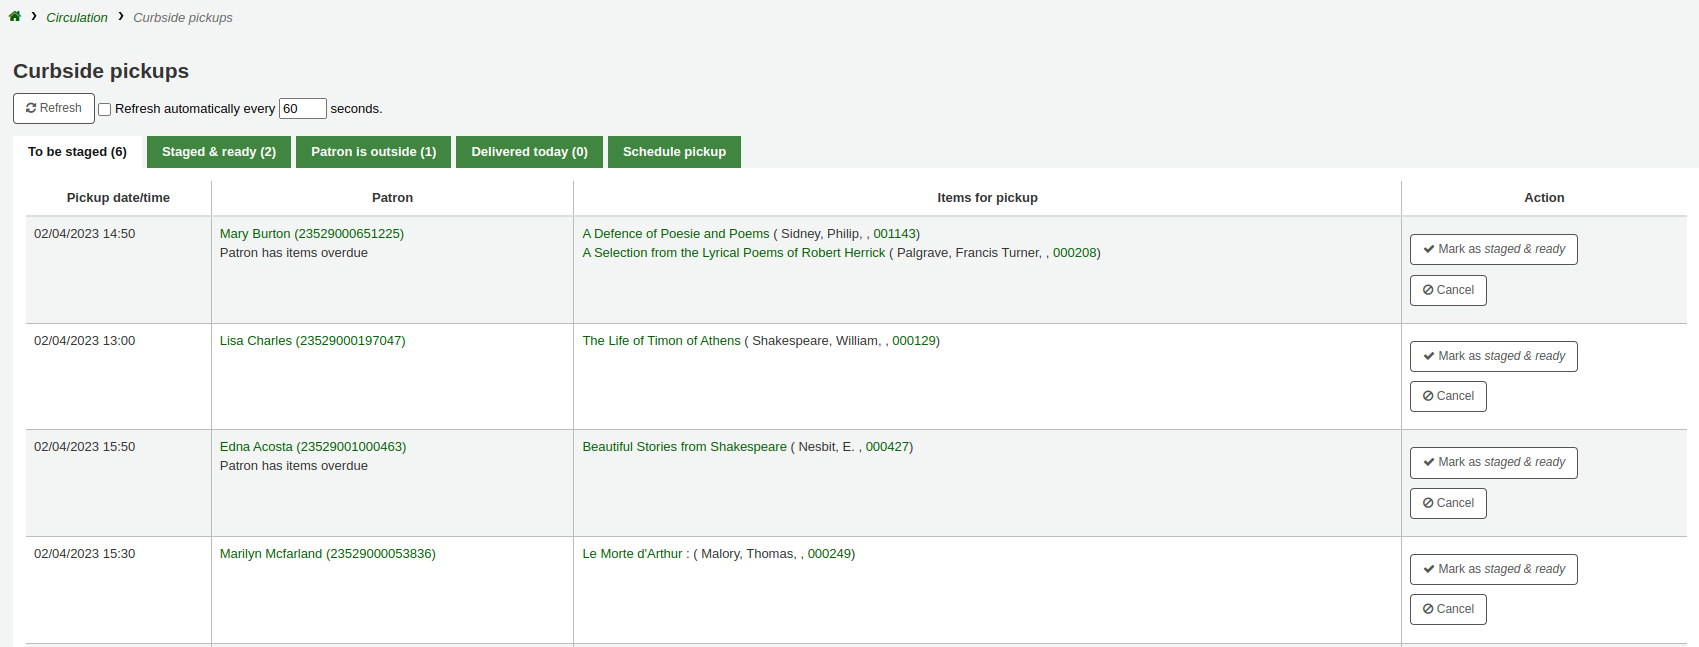 Circulation Curbside pickups
Curbside pickups
Refresh Refresh automatically every 60 seconds.
To be staged (6) Staged & ready (2) Patron is outside (1) Delivered today (0) Schedule pickup
Pickup date/time Patron Items for pickup Action
02/04/2023 14:50 Mary Burton (23529000651225) A Defence of Poesie and Poems ( Sidney, Philip, , 001143)
Patron has items overdue A Selection from the Lyrical Poems of Robert Herrick ( Palgrave, Francis Turner, , 000208)
Mark as staged & ready
Cancel
02/04/2023 13:00 Lisa Charles (23529000197047) The Life of Timon of Athens ( Shakespeare, William, , 000129)
Mark as staged & ready
Cancel
02/04/2023 15:50 Edna Acosta (23529001000463) Beautiful Stories from Shakespeare ( Nesbit, E. , 000427)
Patron has items overdue
Mark as staged & ready
Cancel
02/04/2023 15:30 Marilyn Mcfarland (23529000053836) Le Morte d'Arthur : ( Malory, Thomas, , 000249)
Mark as staged & ready
Cancel